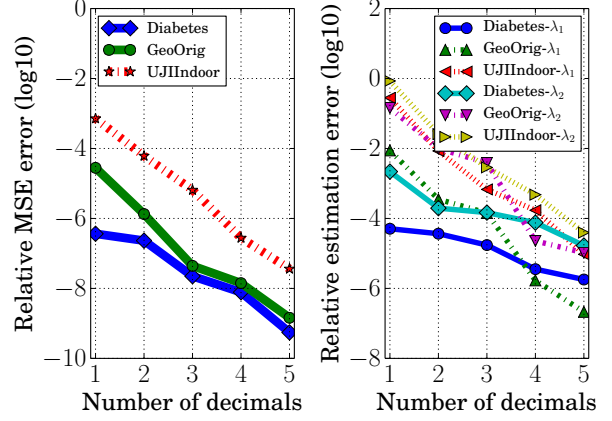 Relative MSE error (log10)
0
−2
−4
−6
−8
−10
1 2 3 4 5
Number of decimals
Diabetes
GeoOrig
UJIIndoor
Relative estimation error (log10)
2
0
−2
−4
−6
−8
1 2 3 4 5
Number of decimals
Diabetes-λ₁
GeoOrig-λ₁
UJIIndoor-λ₁
Diabetes-λ₂
GeoOrig-λ₂
UJIIndoor-λ₂